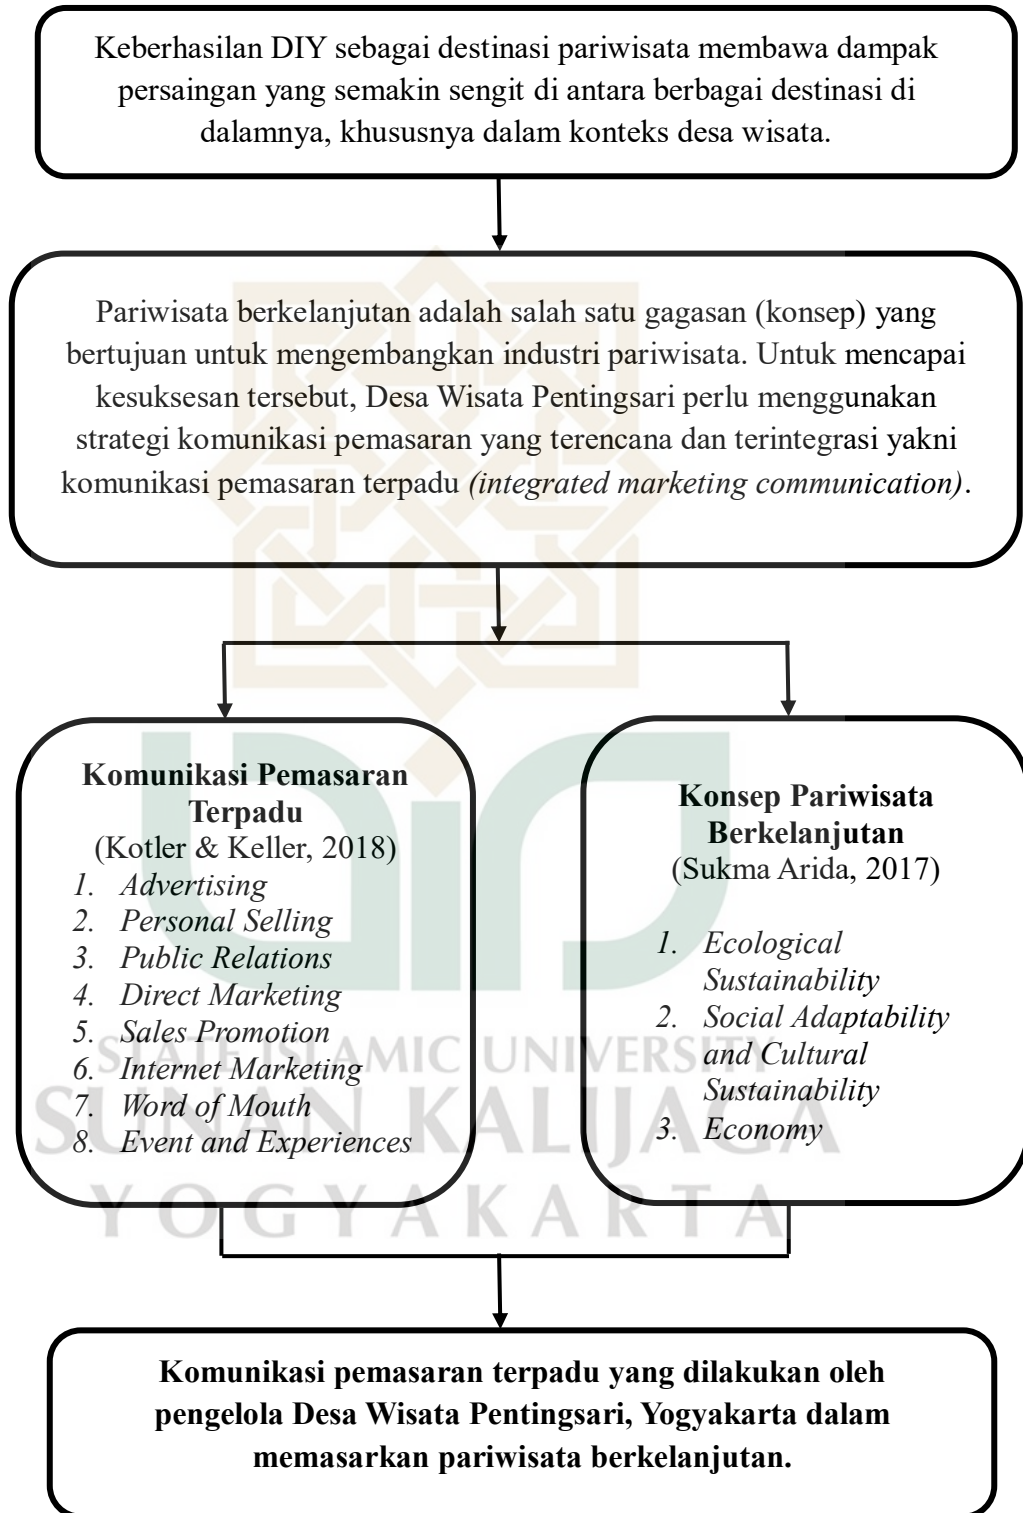 Keberhasilan DIY sebagai destinasi pariwisata membawa dampak
persaingan yang semakin sengit di antara berbagai destinasi di
dalamnya, khususnya dalam konteks desa wisata.
Pariwisata berkelanjutan adalah salah satu gagasan (konsep) yang
bertujuan untuk mengembangkan industri pariwisata. Untuk mencapai
kesuksesan tersebut, Desa Wisata Pentingsari perlu menggunakan
strategi komunikasi pemasaran yang terencana dan terintegrasi yakni
komunikasi pemasaran terpadu (integrated marketing communication).
Komunikasi Pemasaran
Terpadu
(Kotler & Keller, 2018)
1. Advertising
2. Personal Selling
3. Public Relations
4. Direct Marketing
5. Sales Promotion
6. Internet Marketing
7. Word of Mouth
8. Event and Experiences
Konsep Pariwisata
Berkelanjutan
(Sukma Arida, 2017)
1. Ecological
Sustainability
2. Social Adaptability
and Cultural
Sustainability
3. Economy
STATE ISLAMIC UNIVERSITY
SUNAN KALIJAGA
YOGYAKARTA
Komunikasi pemasaran terpadu yang dilakukan oleh
pengelola Desa Wisata Pentingsari, Yogyakarta dalam
memasarkan pariwisata berkelanjutan.